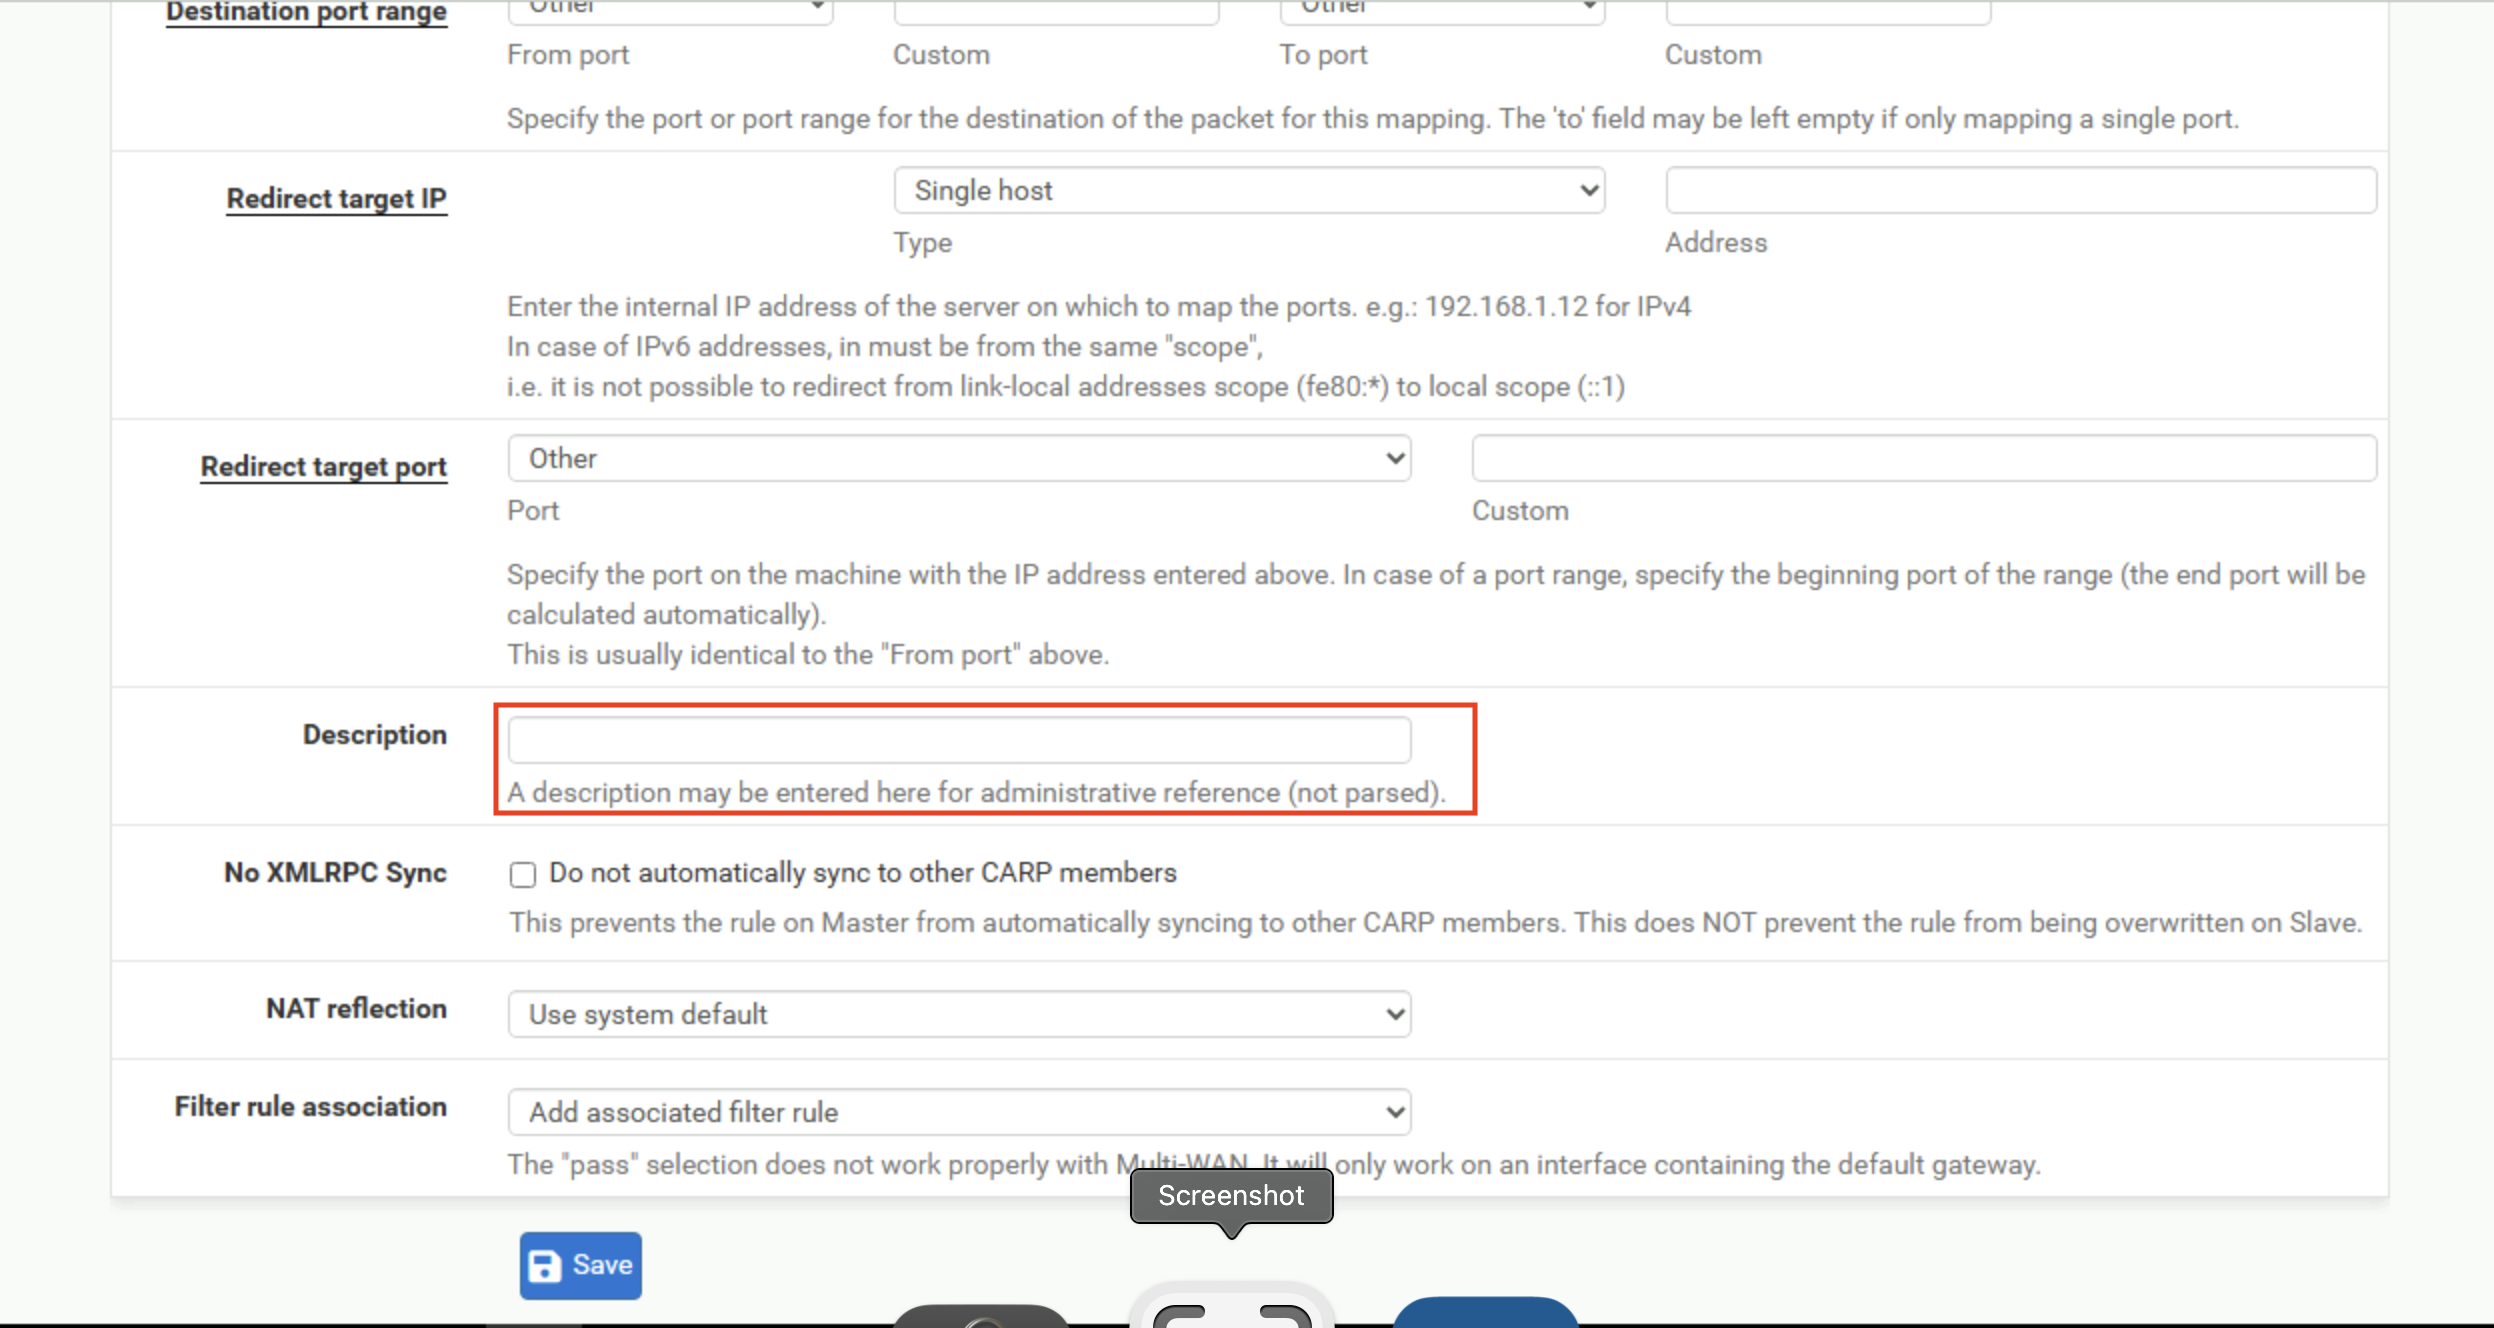 Destination port range
Other
Other
From port
Custom
To port
Custom
Specify the port or port range for the destination of the packet for this mapping. The 'to' field may be left empty if only mapping a single port.
Redirect target IP
Single host
Type
Address
Enter the internal IP address of the server on which to map the ports. e.g.: 192.168.1.12 for IPv4
In case of IPv6 addresses, in must be from the same "scope",
i.e. it is not possible to redirect from link-local addresses scope (fe80:*) to local scope (::1)
Redirect target port
Other
Port
Custom
Specify the port on the machine with the IP address entered above. In case of a port range, specify the beginning port of the range (the end port will be
calculated automatically).
This is usually identical to the "From port" above.
Description
A description may be entered here for administrative reference (not parsed).
No XMLRPC Sync
Do not automatically sync to other CARP members
This prevents the rule on Master from automatically syncing to other CARP members. This does NOT prevent the rule from being overwritten on Slave.
NAT reflection
Use system default
Filter rule association
Add associated filter rule
The "pass" selection does not work properly with Multi-WAN. It will only work on an interface containing the default gateway.
Screenshot
Save